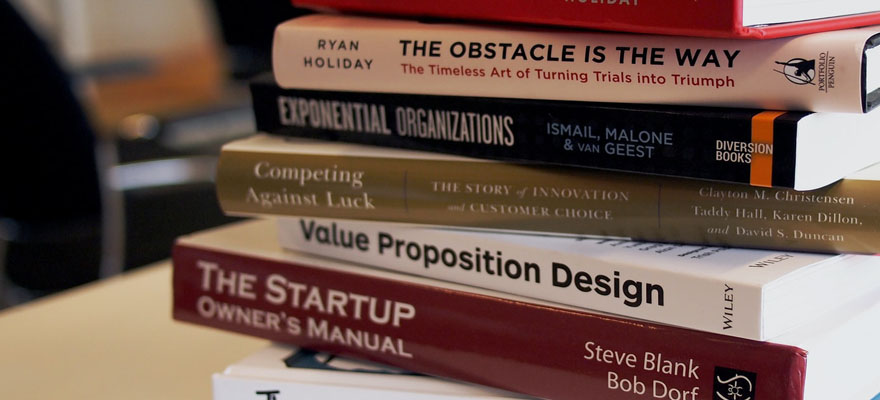 HOLIDAY
RYAN
HOLIDAY
THE OBSTACLE IS THE WAY
The Timeless Art of Turning Trials into Triumph
PORTFOLIO
PENGUIN
EXPONENTIAL ORGANIZATIONS
ISMAIL, MALONE
& VAN GEEST
DIVERSION
BOOKS
Competing
Against Luck
THE STORY of INNOVATION
and CUSTOMER CHOICE
Clayton M. Christensen
Taddy Hall, Karen Dillon,
and David S. Duncan
Value Proposition Design
WILEY
WILEY
THE STARTUP
OWNER'S MANUAL
Steve Blank
Bob Dorf